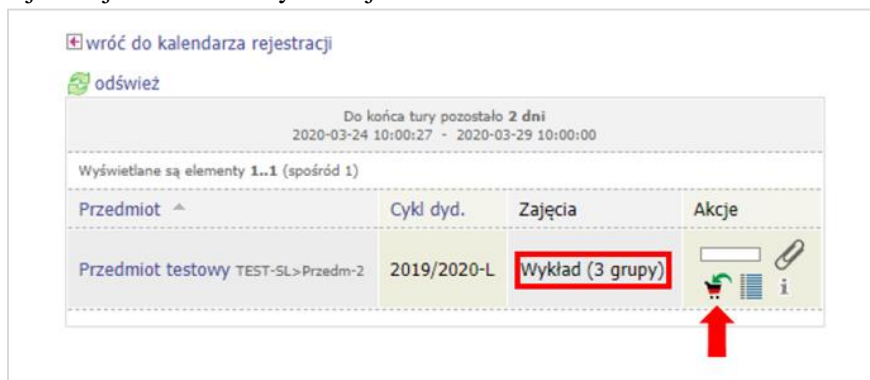 wróć do kalendarza rejestracji
odśwież
Do końca tury pozostało 2 dni
2020-03-24 10:00:27 - 2020-03-29 10:00:00
Wyświetlane są elementy 1..1 (spośród 1)
Przedmiot Cykl dyd. Zajęcia Akcje
Przedmiot testowy TEST-SL>Przedm-2 2019/2020-L Wykład (3 grupy) i